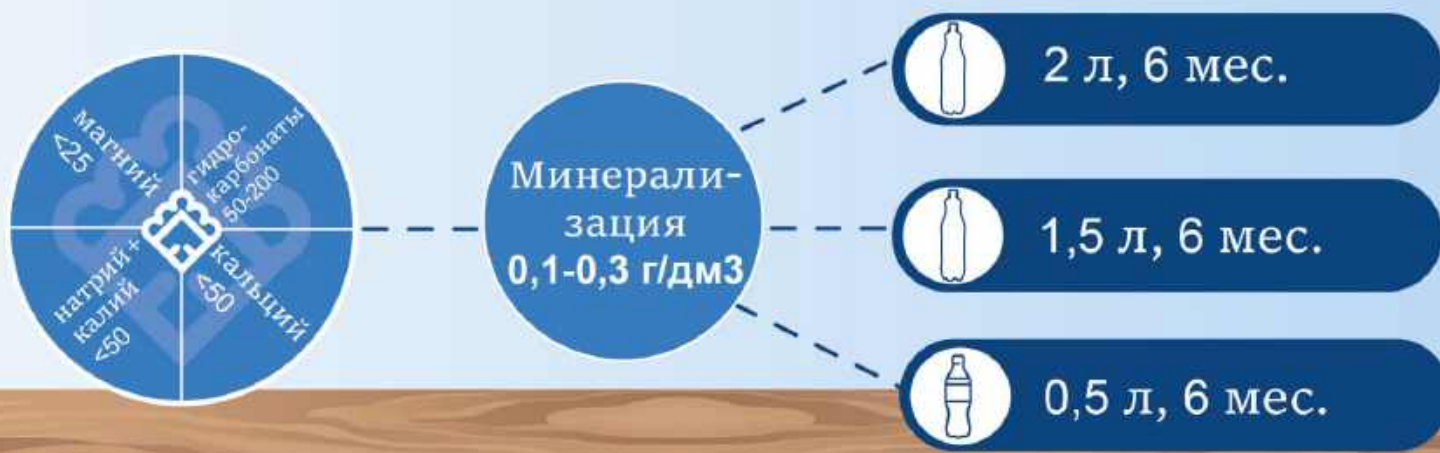 магний
<25
гидро-
карбонаты
50-200
натрий+
калий
<50
кальций
<50
Минерали-
зация
0,1-0,3 г/дм3
2 л, 6 мес.
1,5 л, 6 мес.
0,5 л, 6 мес.